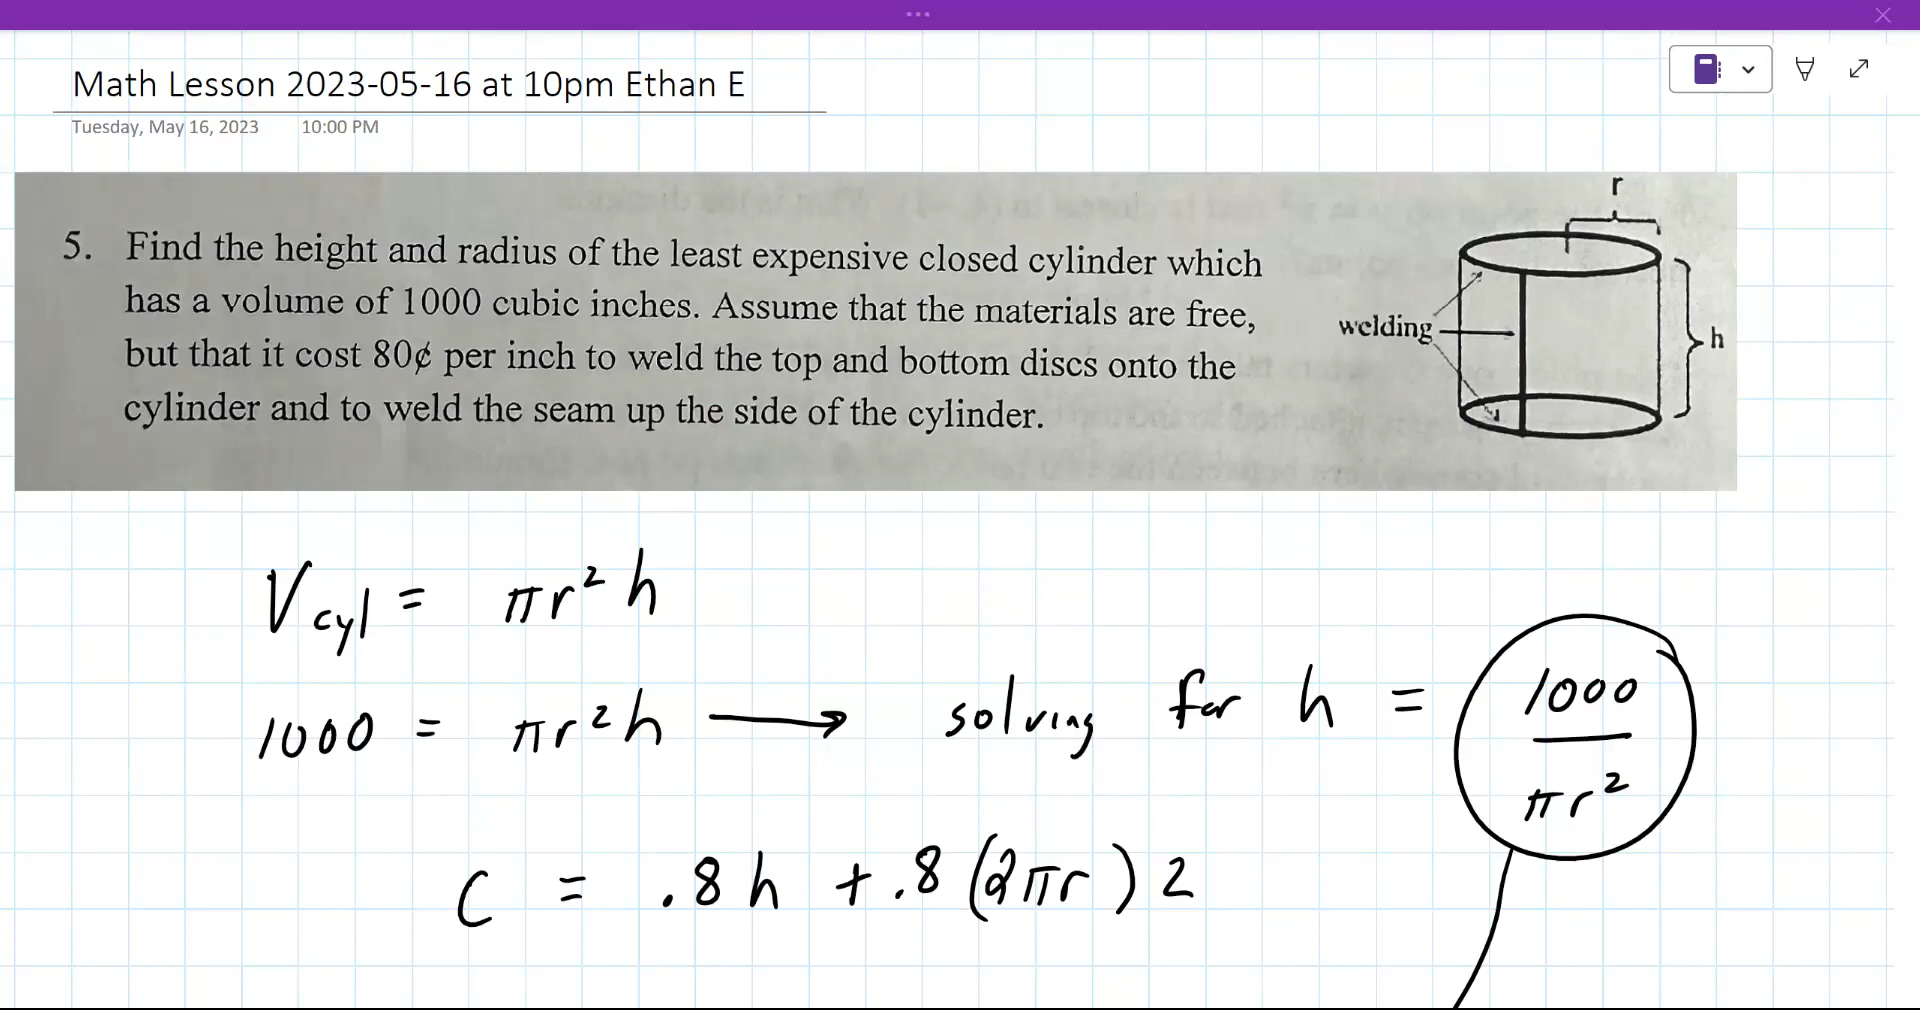 Math Lesson 2023-05-16 at 10pm Ethan E
Tuesday, May 16, 2023 10:00 PM
5. Find the height and radius of the least expensive closed cylinder which
has a volume of 1000 cubic inches. Assume that the materials are free,
but that it cost 80¢ per inch to weld the top and bottom discs onto the
cylinder and to weld the seam up the side of the cylinder.
r
welding
h
V cyl = πr² h
1000 = πr²h → solving for h = 1000 / πr²
C = .8h + .8(2πr)2